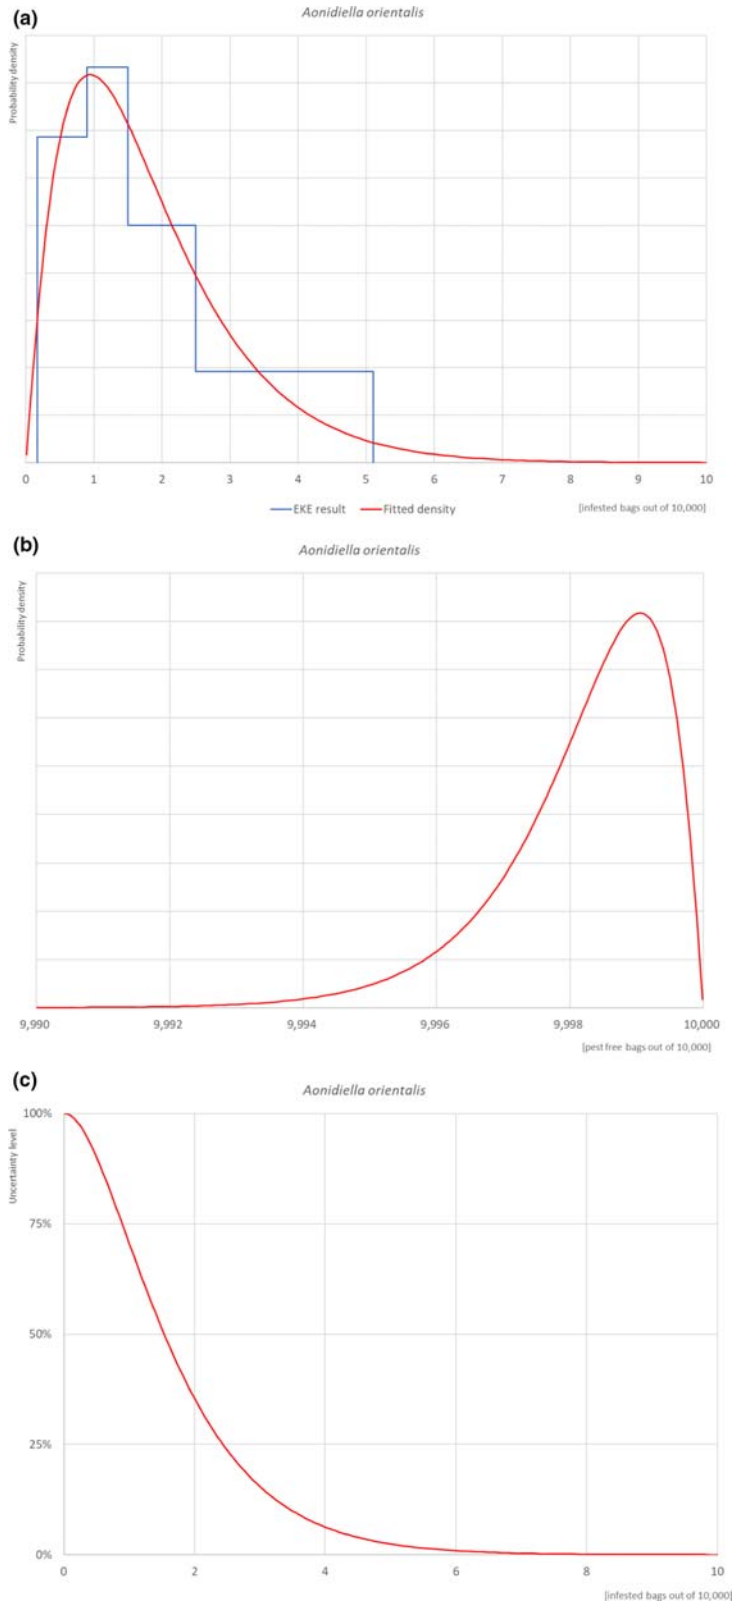 (a)
Aonidiella orientalis
Probability density
0 1 2 3 4 5 6 7 8 9 10
EKE result Fitted density
[infested bags out of 10,000]
(b)
Aonidiella orientalis
Probability density
9,990 9,992 9,994 9,996 9,998 10,000
[pest free bags out of 10,000]
(c)
Aonidiella orientalis
Uncertainty level
100%
75%
50%
25%
0%
0 2 4 6 8 10
[infested bags out of 10,000]